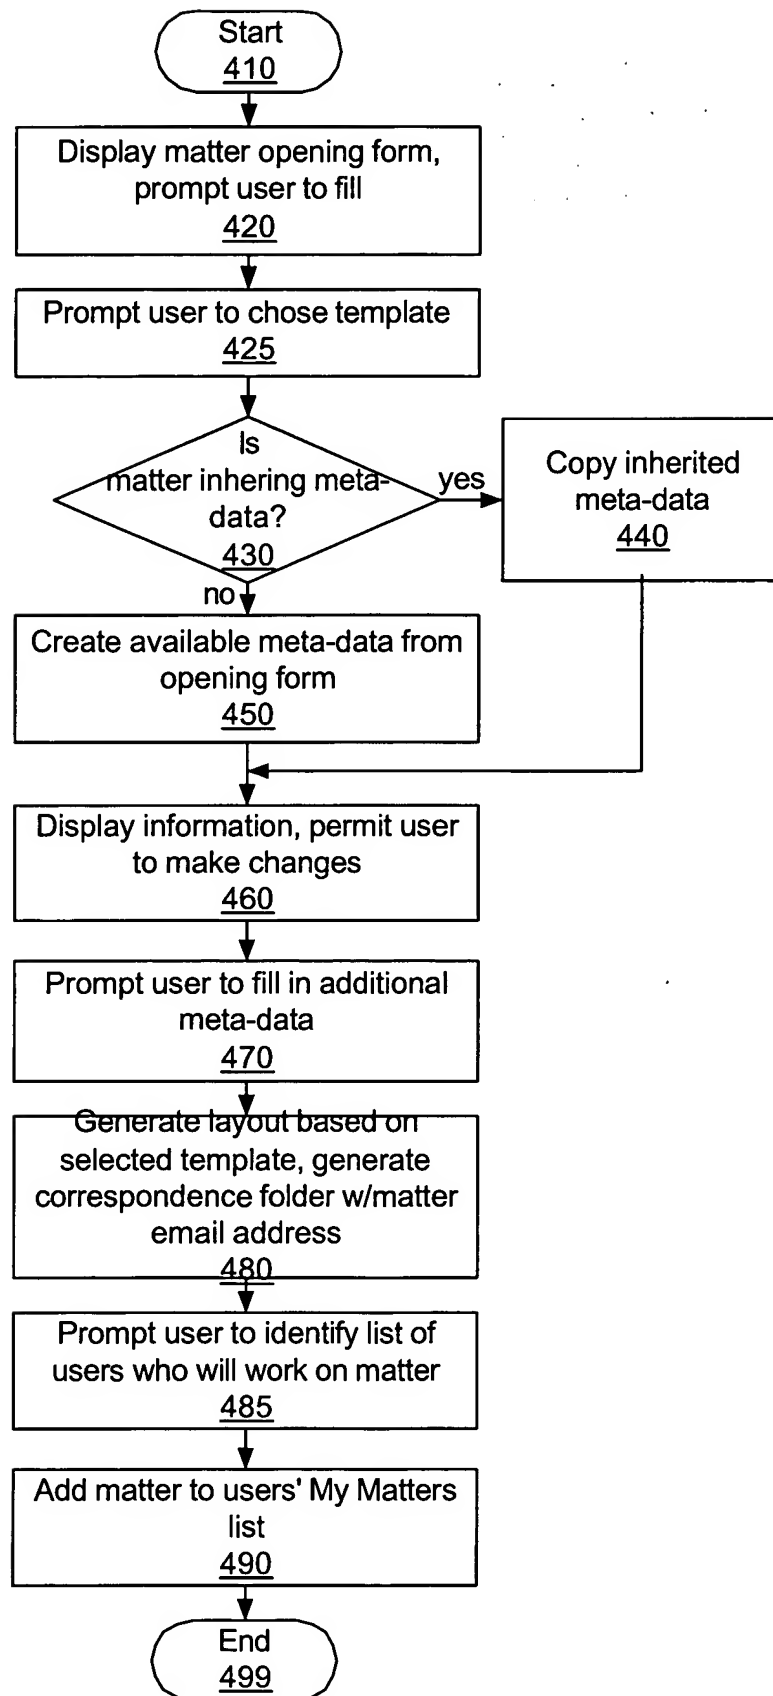 Start
410
Display matter opening form,
prompt user to fill
420
Prompt user to chose template
425
Is
matter inhering meta-
data?
430
yes
Copy inherited
meta-data
440
no
Create available meta-data from
opening form
450
Display information, permit user
to make changes
460
Prompt user to fill in additional
meta-data
470
Generate layout based on
selected template, generate
correspondence folder w/matter
email address
480
Prompt user to identify list of
users who will work on matter
485
Add matter to users' My Matters
list
490
End
499